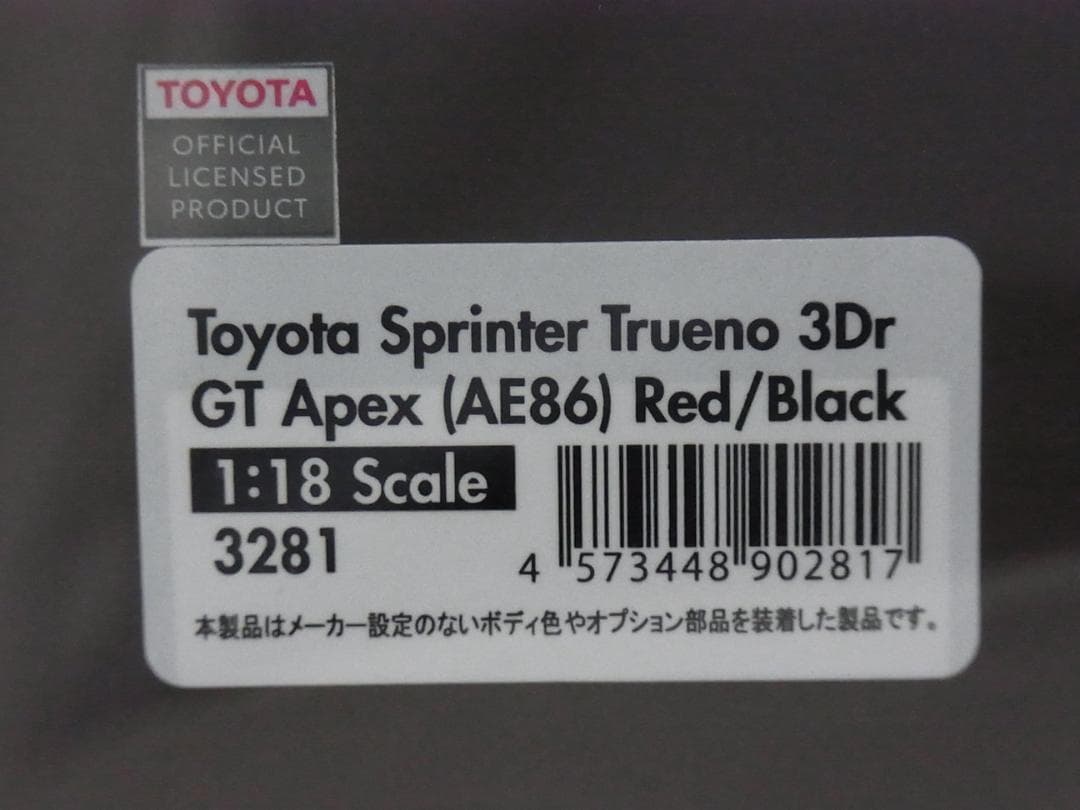 TOYOTA
OFFICIAL
LICENSED
PRODUCT
Toyota Sprinter Trueno 3Dr
GT Apex (AE86) Red/Black
1:18 Scale
3281
4 573448 902817
本製品はメーカー設定のないボディ色やオプション部品を装着した製品です。